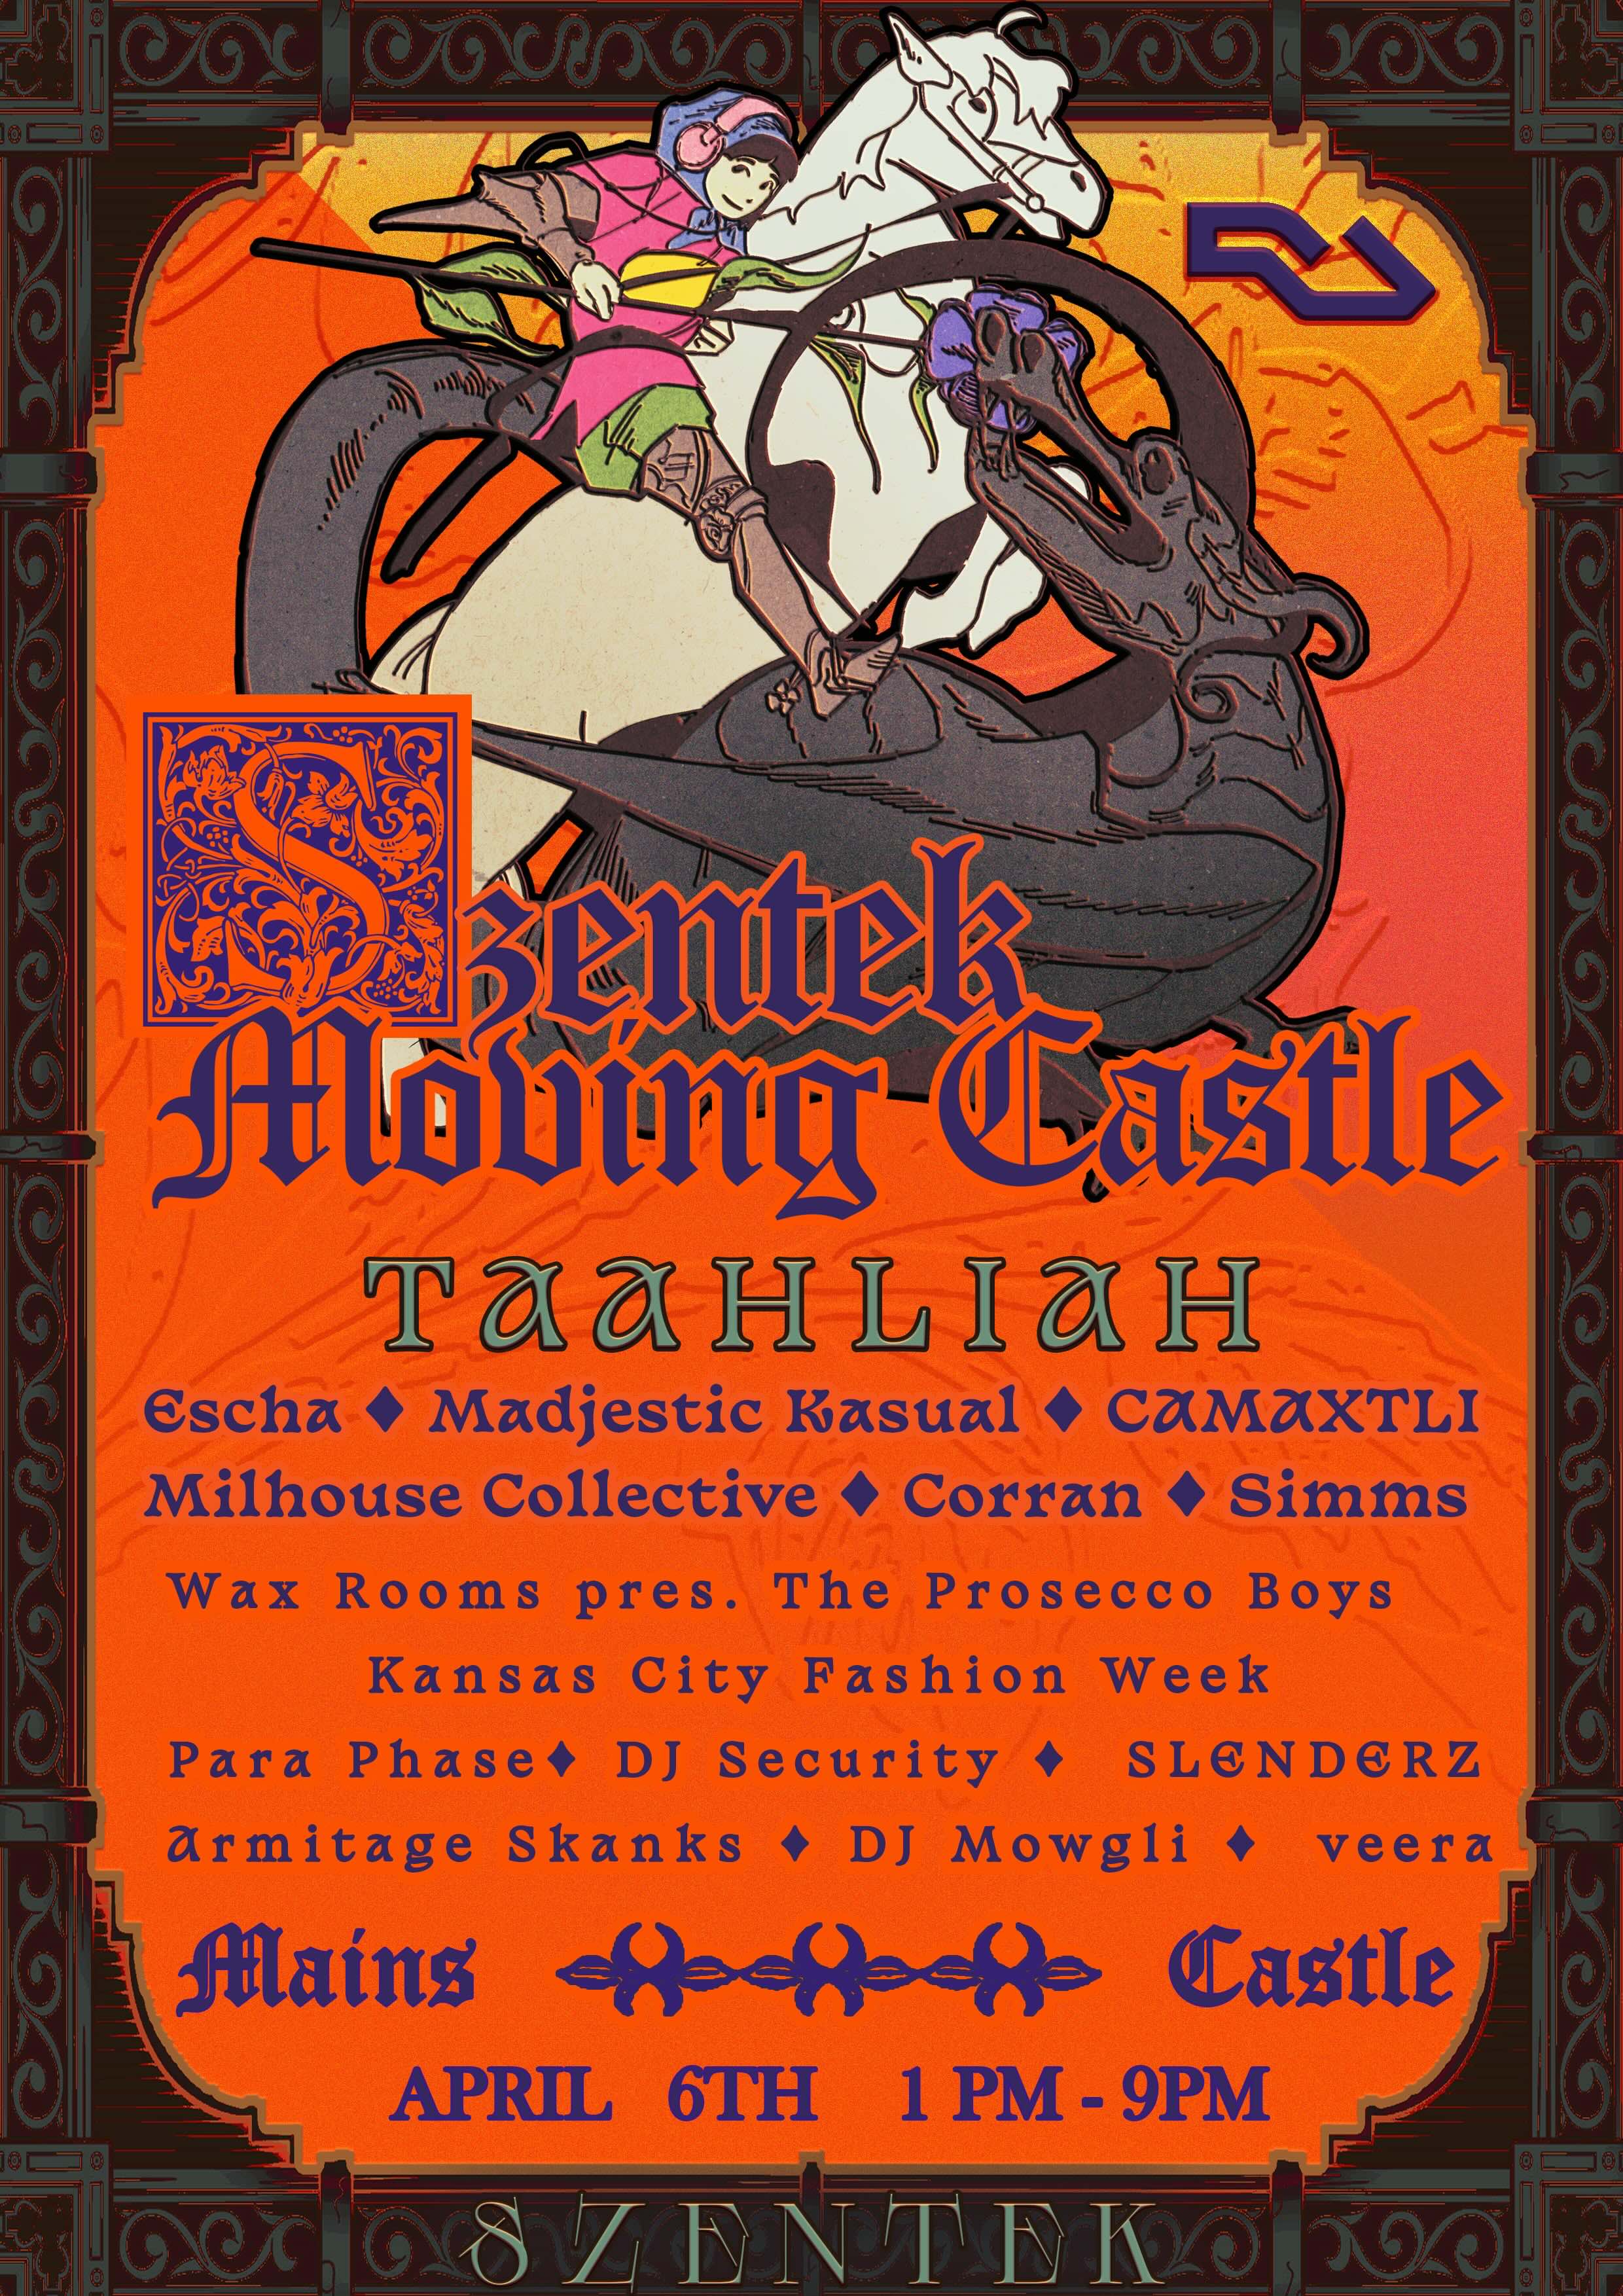 Szentek
Moving Castle
TAAHLIAH
Escha ♦ Madjestic Kasual ♦ CAMAXTLI
Milhouse Collective ♦ Corran ♦ Simms
Wax Rooms pres. The Prosecco Boys
Kansas City Fashion Week
Para Phase♦ DJ Security ♦ SLENDERZ
Armitage Skanks ♦ DJ Mowgli ♦ veera
Mains Castle
APRIL 6TH 1 PM - 9PM
SZENTEK